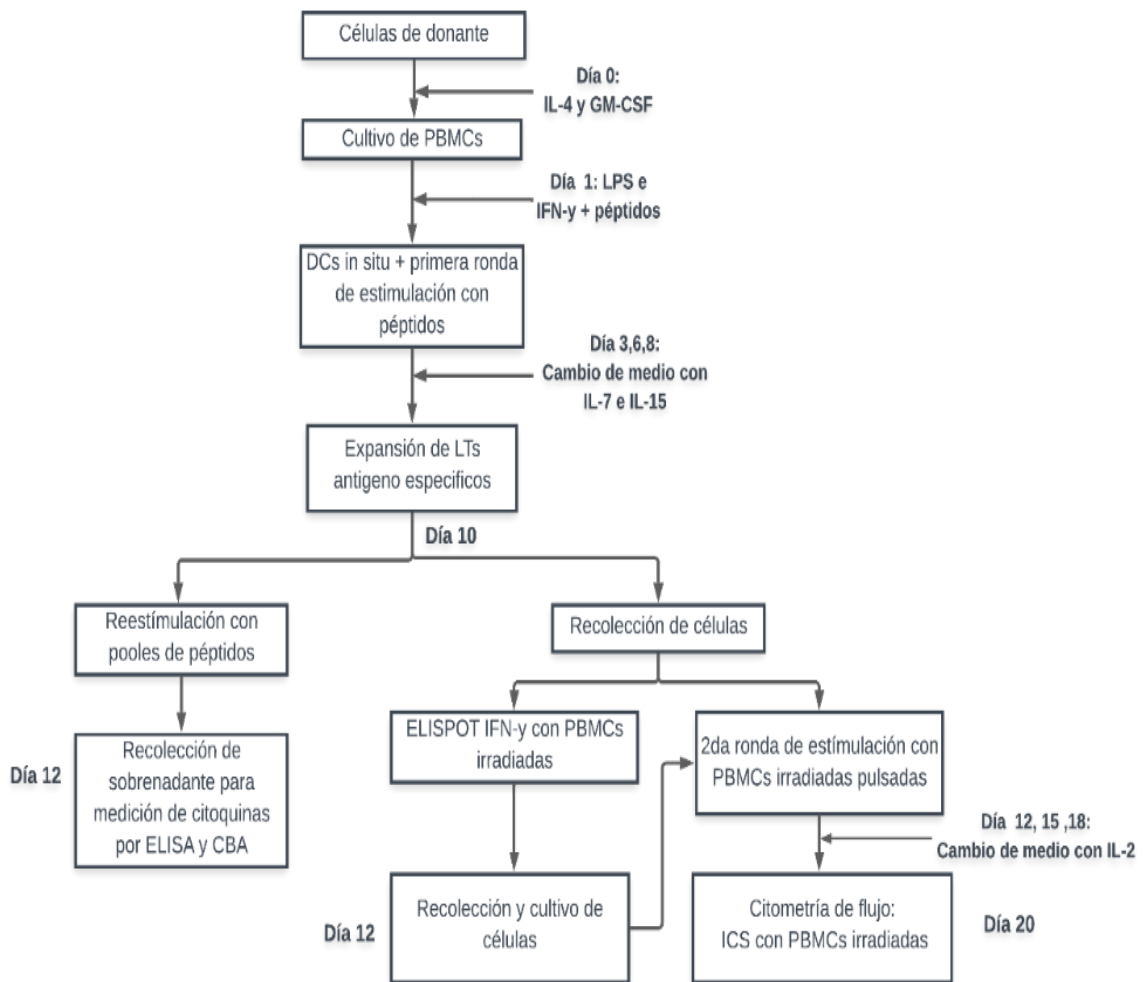 Células de donante
Día 0:
IL-4 y GM-CSF
Cultivo de PBMCs
Día 1: LPS e
IFN-y + péptidos
DCs in situ + primera ronda
de estimulación con
péptidos
Día 3,6,8:
Cambio de medio con
IL-7 e IL-15
Expansión de LTs
antigeno especificos
Día 10
Reestímulación con
pooles de péptidos
Recolección de células
Recolección de
sobrenadante para
medición de citoquinas
por ELISA y CBA
Día 12
ELISPOT IFN-y con PBMCs
irradiadas
2da ronda de estímulación con
PBMCs irradiadas pulsadas
Día 12, 15 ,18:
Cambio de medio con IL-2
Recolección y cultivo de
células
Día 12
Citometría de flujo:
ICS con PBMCs irradiadas
Día 20